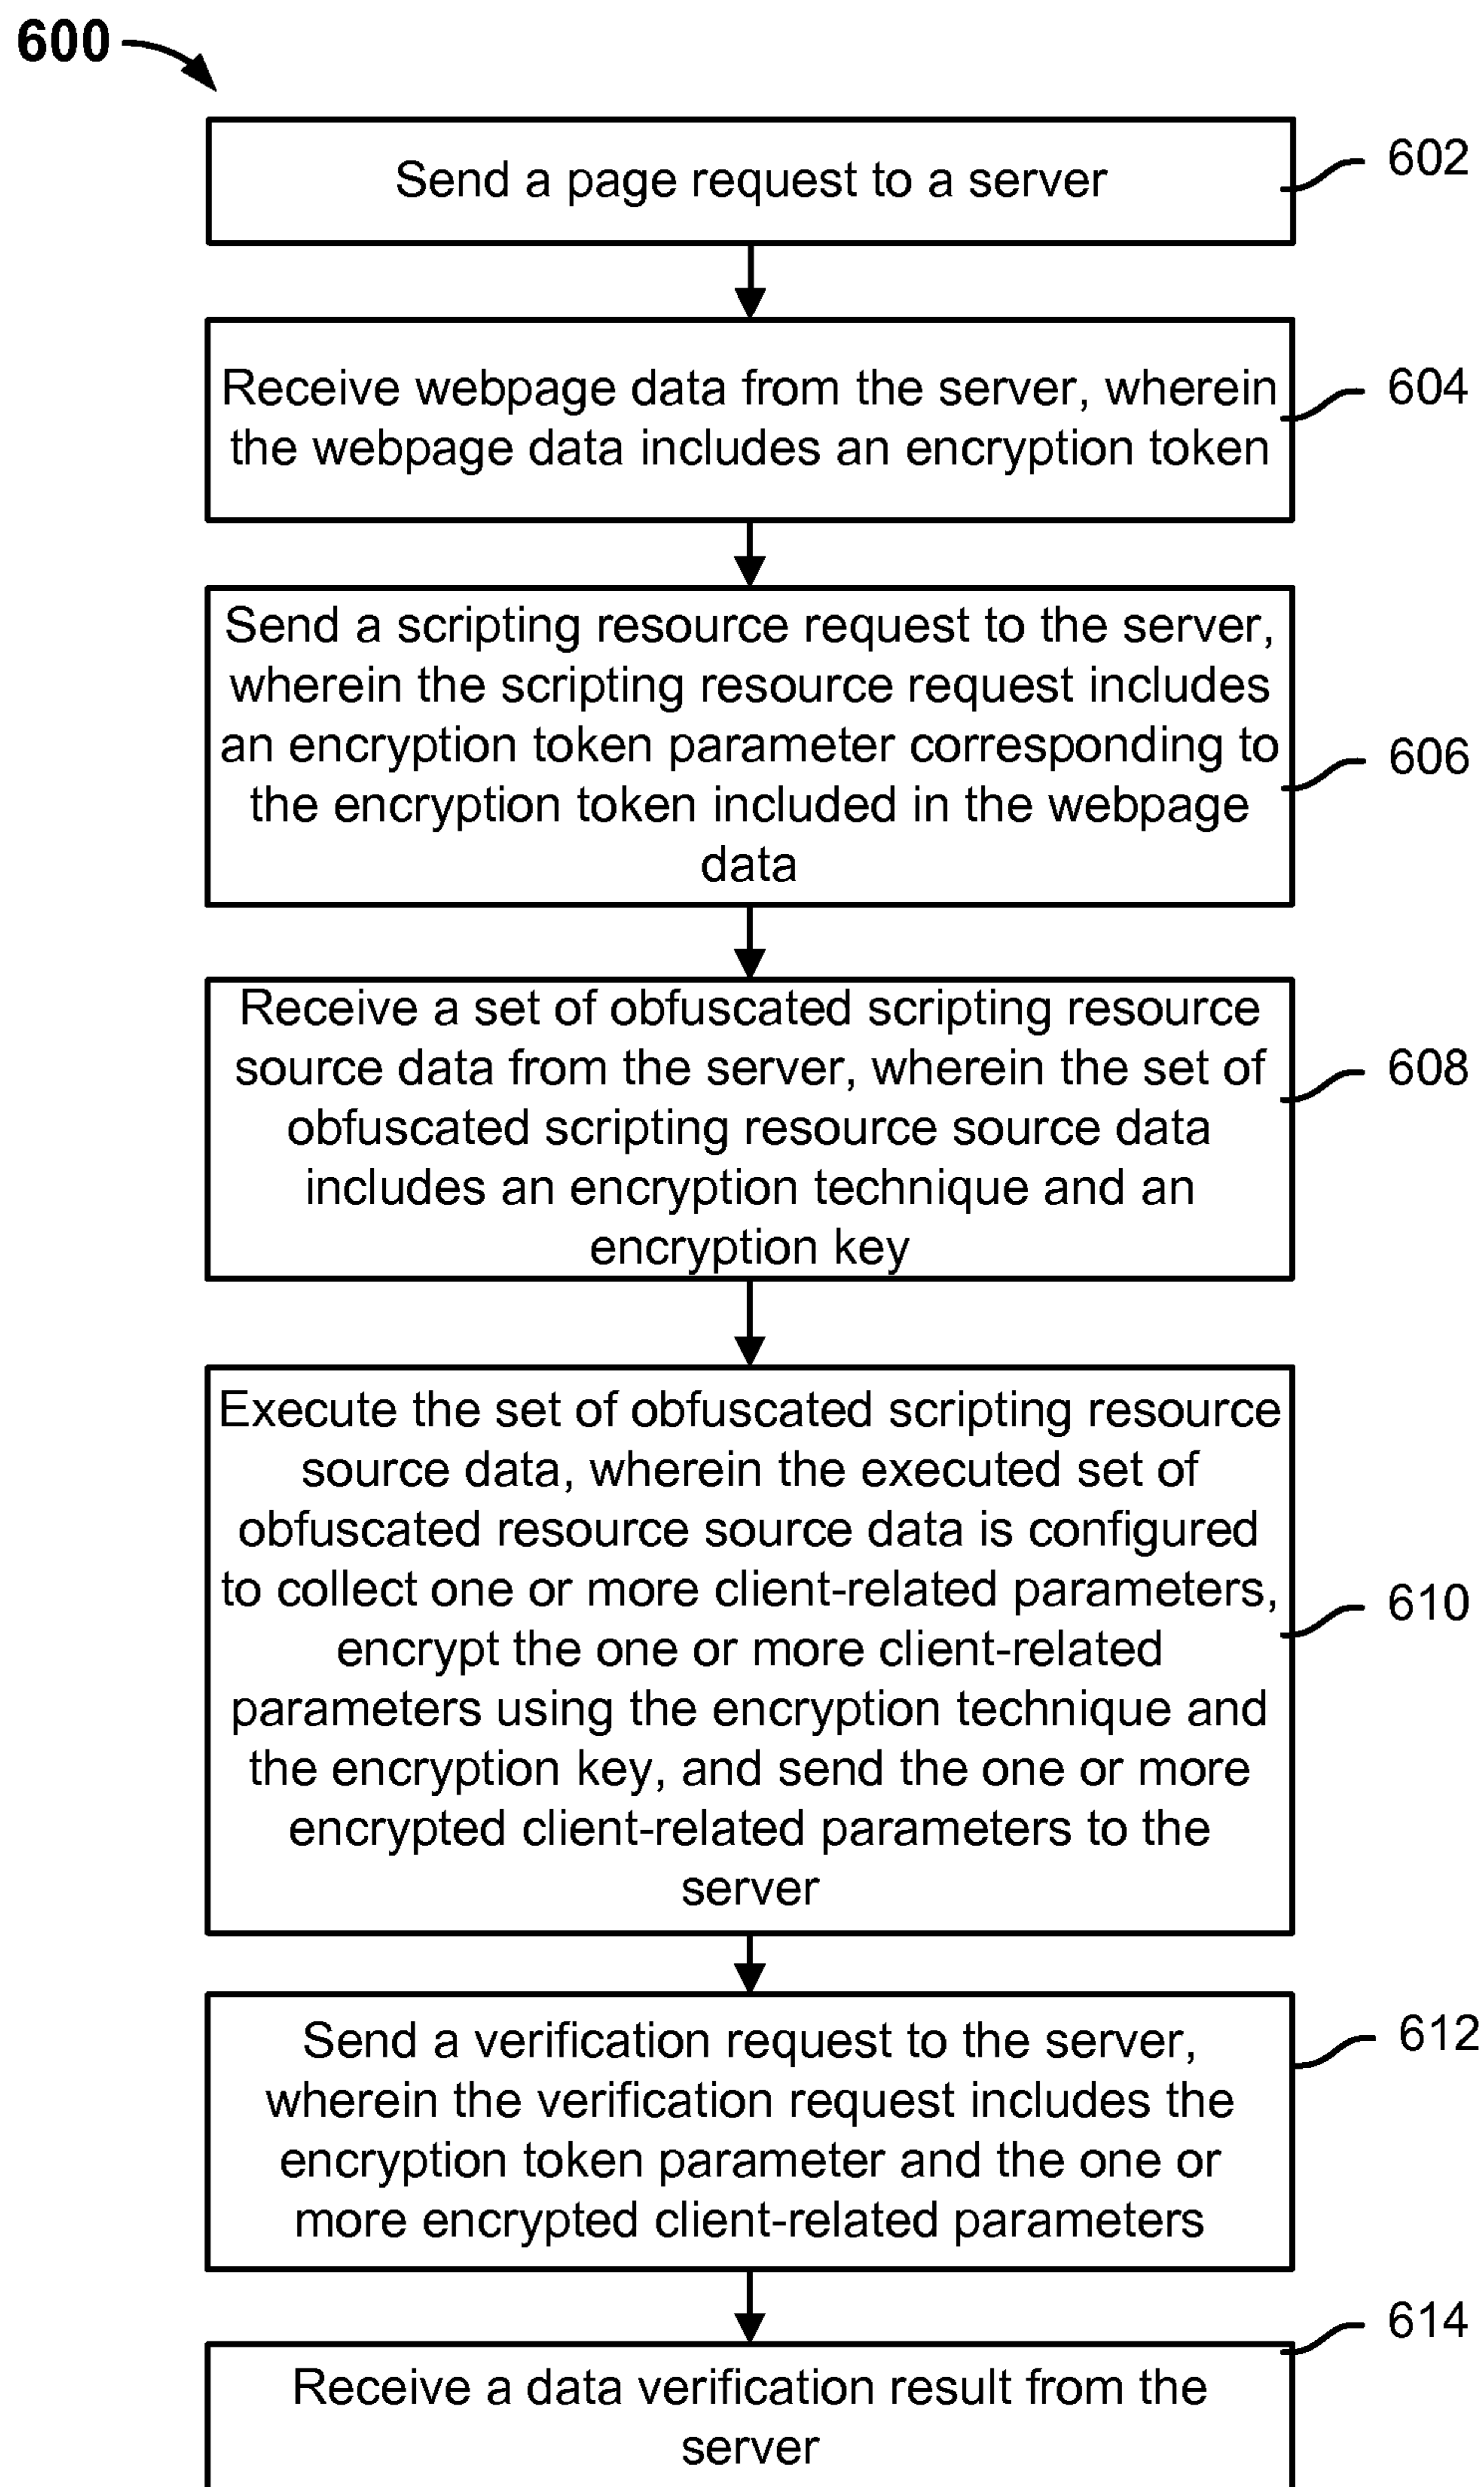 600
Send a page request to a server
602
Receive webpage data from the server, wherein
the webpage data includes an encryption token
604
Send a scripting resource request to the server,
wherein the scripting resource request includes
an encryption token parameter corresponding to
the encryption token included in the webpage
data
606
Receive a set of obfuscated scripting resource
source data from the server, wherein the set of
obfuscated scripting resource source data
includes an encryption technique and an
encryption key
608
Execute the set of obfuscated scripting resource
source data, wherein the executed set of
obfuscated resource source data is configured
to collect one or more client-related parameters,
encrypt the one or more client-related
parameters using the encryption technique and
the encryption key, and send the one or more
encrypted client-related parameters to the
server
610
Send a verification request to the server,
wherein the verification request includes the
encryption token parameter and the one or
more encrypted client-related parameters
612
Receive a data verification result from the
server
614